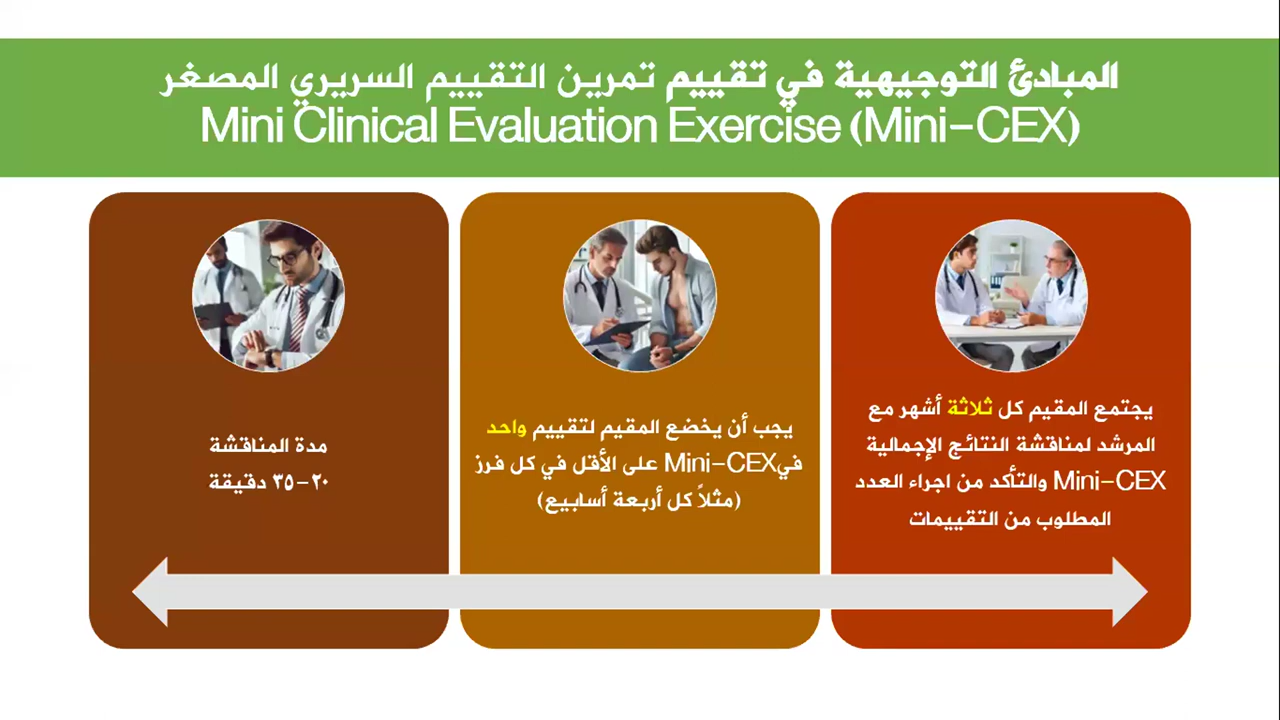 المبادئ التوجيهية في تقييم تمرين التقييم السريري المصغر
Mini Clinical Evaluation Exercise (Mini-CEX)
يجتمع المقيم كل ثلاثة أشهر مع
المرشد لمناقشة النتائج الإجمالية
Mini-CEX والتأكد من اجراء العدد
المطلوب من التقييمات
يجب أن يخضع المقيم لتقييم واحد
في Mini-CEX على الأقل في كل فرز
(مثلاً كل أربعة أسابيع)
مدة المناقشة
٢٠-٣٥ دقيقة